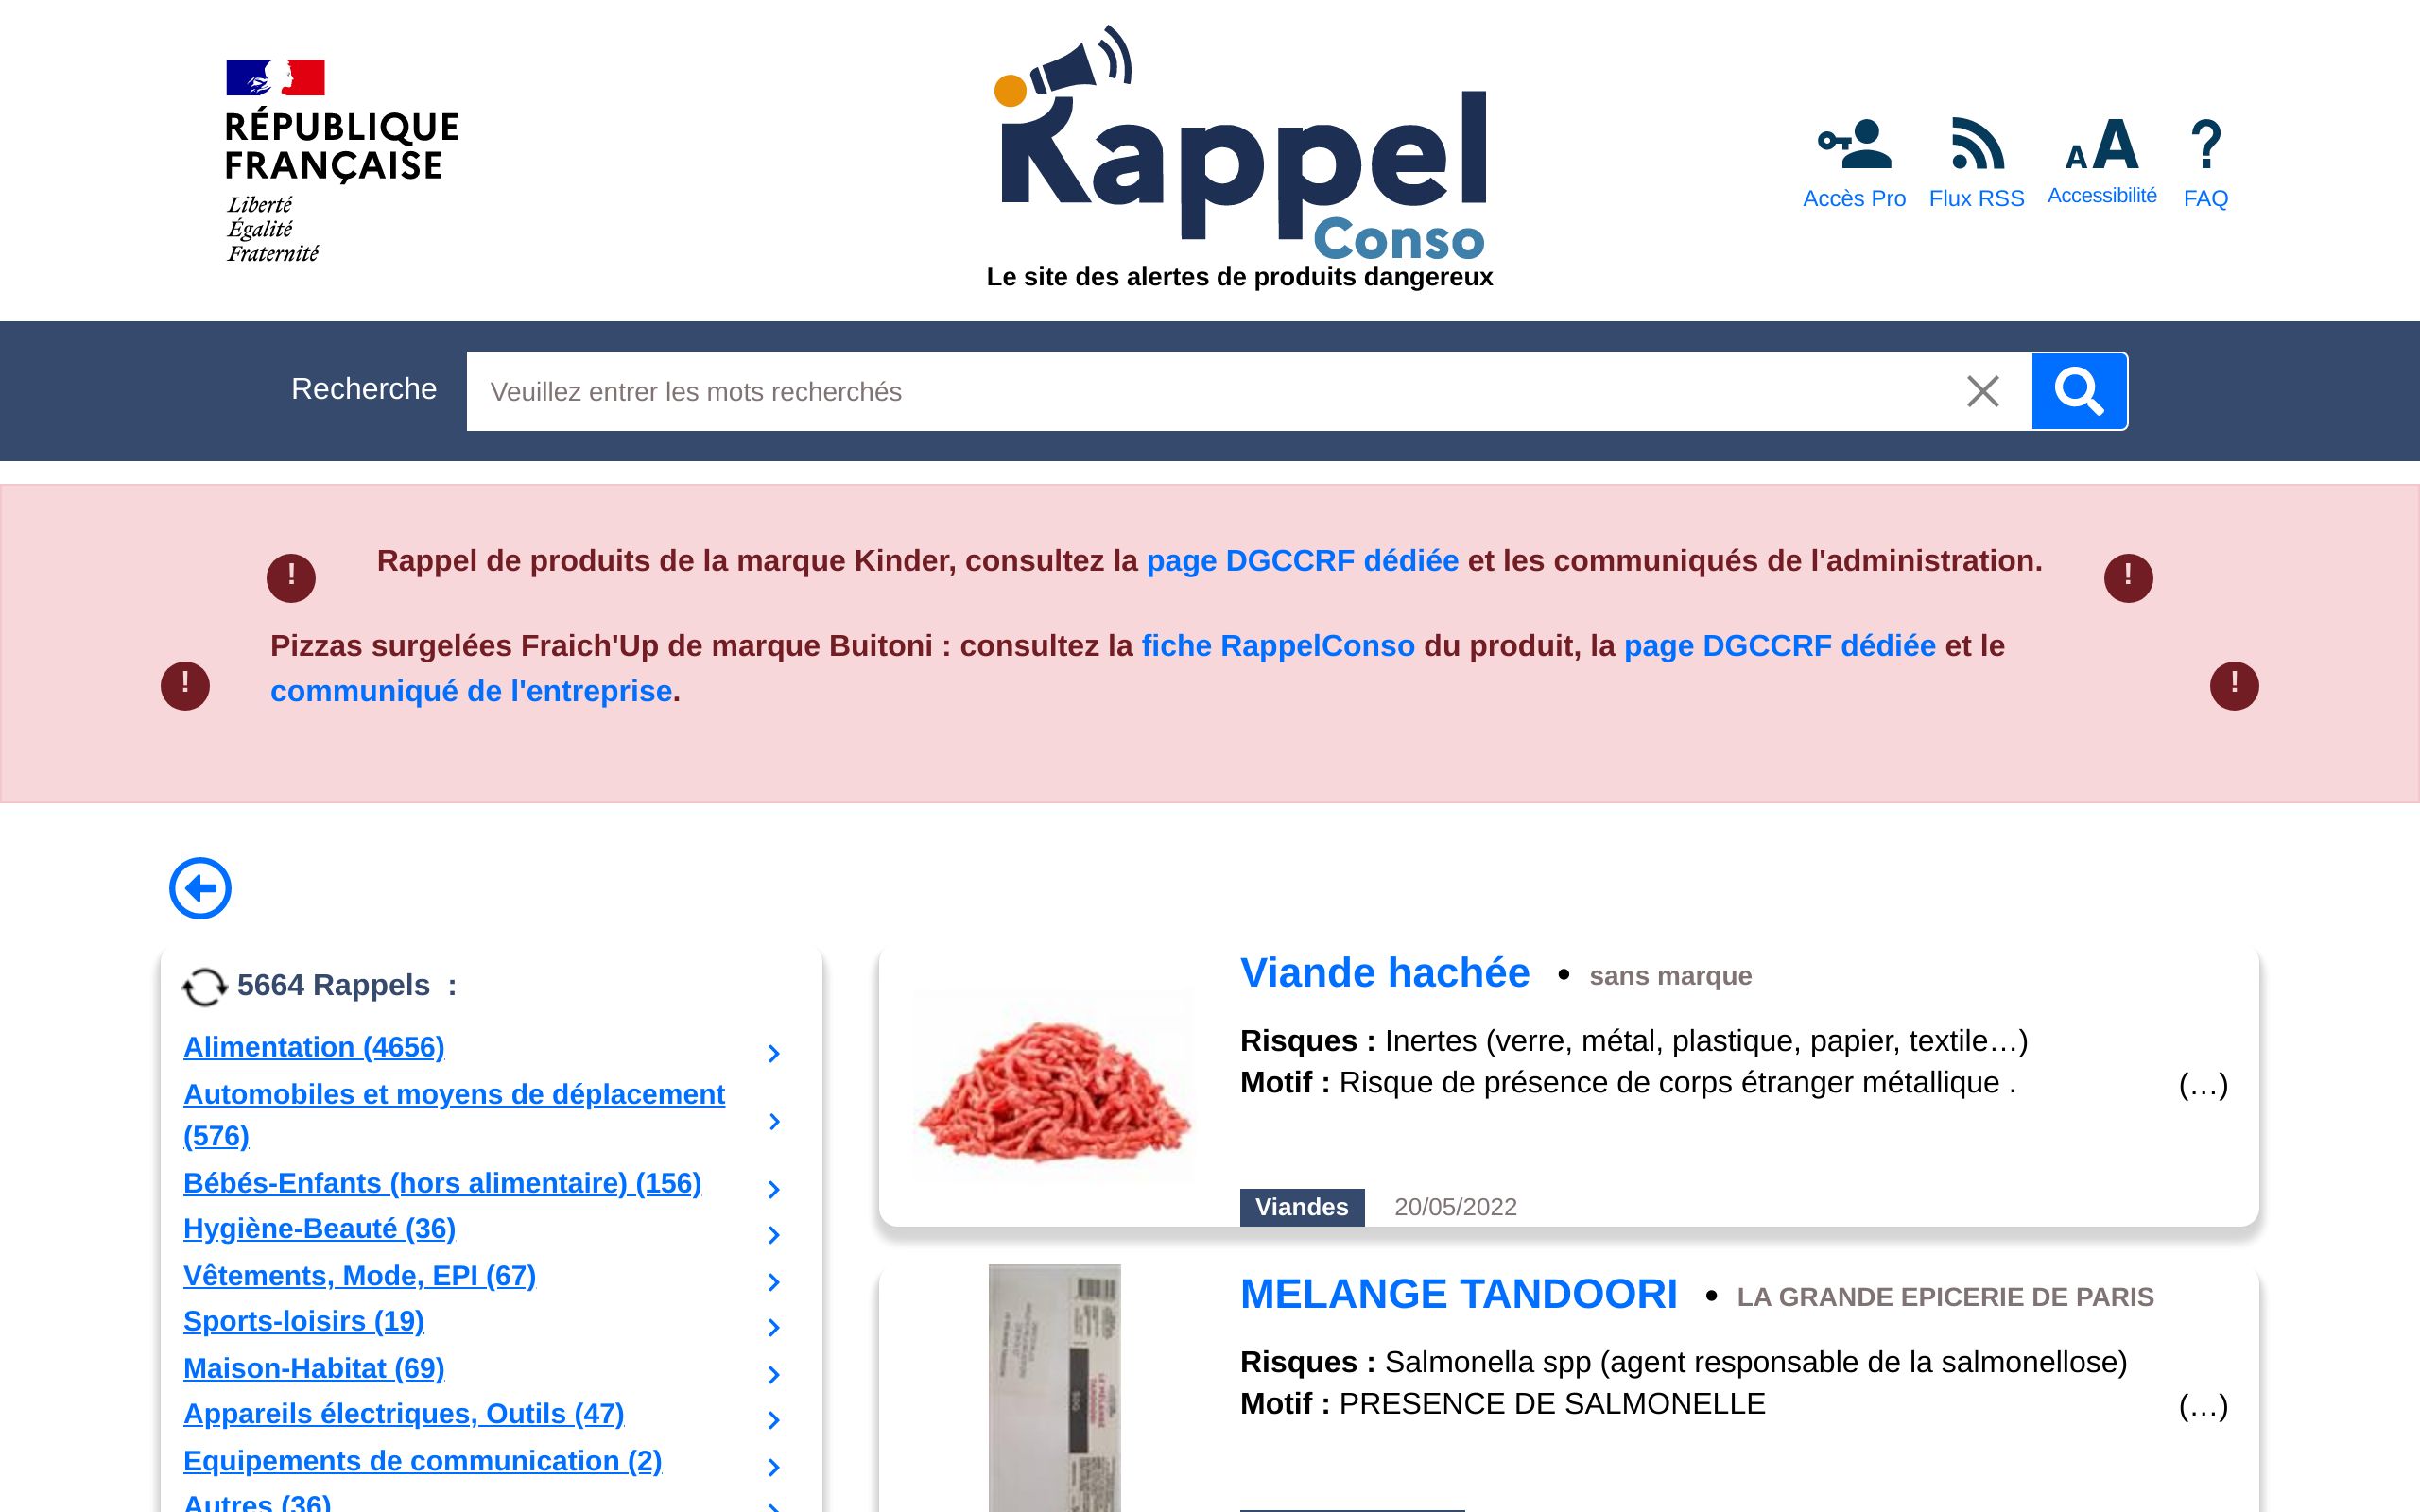 RÉPUBLIQUE
FRANÇAISE
Liberté
Égalité
Fraternité
Rappel
Conso
Le site des alertes de produits dangereux
Accès Pro
Flux RSS
AA
Accessibilité
?
FAQ
Recherche
Veuillez entrer les mots recherchés
! Rappel de produits de la marque Kinder, consultez la page DGCCRF dédiée et les communiqués de l'administration. !
Pizzas surgelées Fraich'Up de marque Buitoni : consultez la fiche RappelConso du produit, la page DGCCRF dédiée et le
! communiqué de l'entreprise. !
5664 Rappels :
Alimentation (4656)
Automobiles et moyens de déplacement
(576)
Bébés-Enfants (hors alimentaire) (156)
Hygiène-Beauté (36)
Vêtements, Mode, EPI (67)
Sports-loisirs (19)
Maison-Habitat (69)
Appareils électriques, Outils (47)
Equipements de communication (2)
Autres (36)
Viande hachée • sans marque
Risques : Inertes (verre, métal, plastique, papier, textile…)
Motif : Risque de présence de corps étranger métallique . (…)
Viandes 20/05/2022
MELANGE TANDOORI • LA GRANDE EPICERIE DE PARIS
Risques : Salmonella spp (agent responsable de la salmonellose)
Motif : PRESENCE DE SALMONELLE (…)